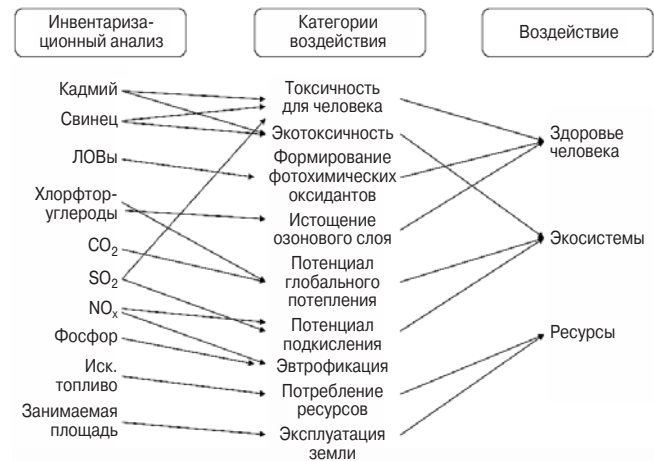 Инвентариза-
ционный анализ
Категории
воздействия
Воздействие
Кадмий
Свинец
ЛОВы
Хлорфтор-
углероды
CO2
SO2
NOx
Фосфор
Иск.
топливо
Занимаемая
площадь
Токсичность
для человека
Экотоксичность
Формирование
фотохимических
оксидантов
Истощение
озонового слоя
Потенциал
глобального
потепления
Потенциал
подкисления
Эвтрофикация
Потребление
ресурсов
Эксплуатация
земли
Здоровье
человека
Экосистемы
Ресурсы